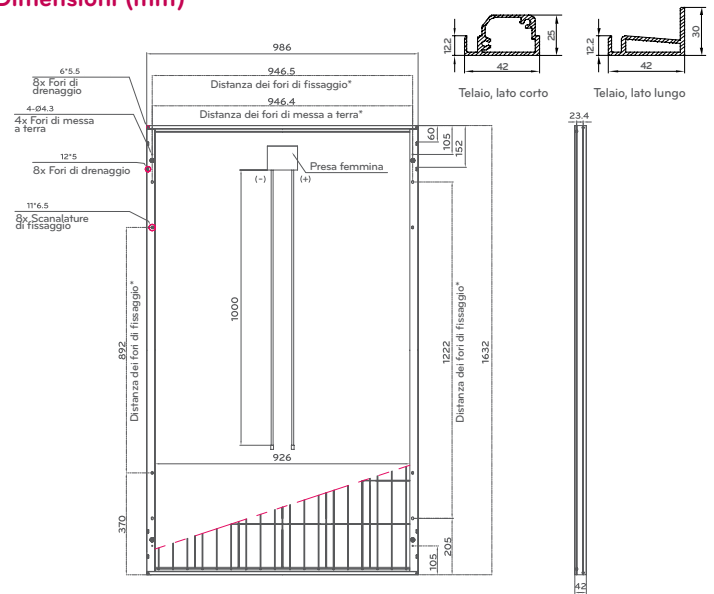 Dimensioni (mm)
986
946.5
Distanza dei fori di fissaggio*
946.4
Distanza dei fori di messa a terra*
6*5.5
8x Fori di
drenaggio
4-Ø4.3
4x Fori di messa
a terra
12*5
8x Fori di drenaggio
11*6.5
8x Scanalature
di fissaggio
Presa femmina
(-)
(+)
60
105
152
1000
892
Distanza dei fori di fissaggio*
1222
Distanza dei fori di fissaggio*
1632
926
370
105
205
12.2
25
42
Telaio, lato corto
12.2
30
42
Telaio, lato lungo
23.4
42